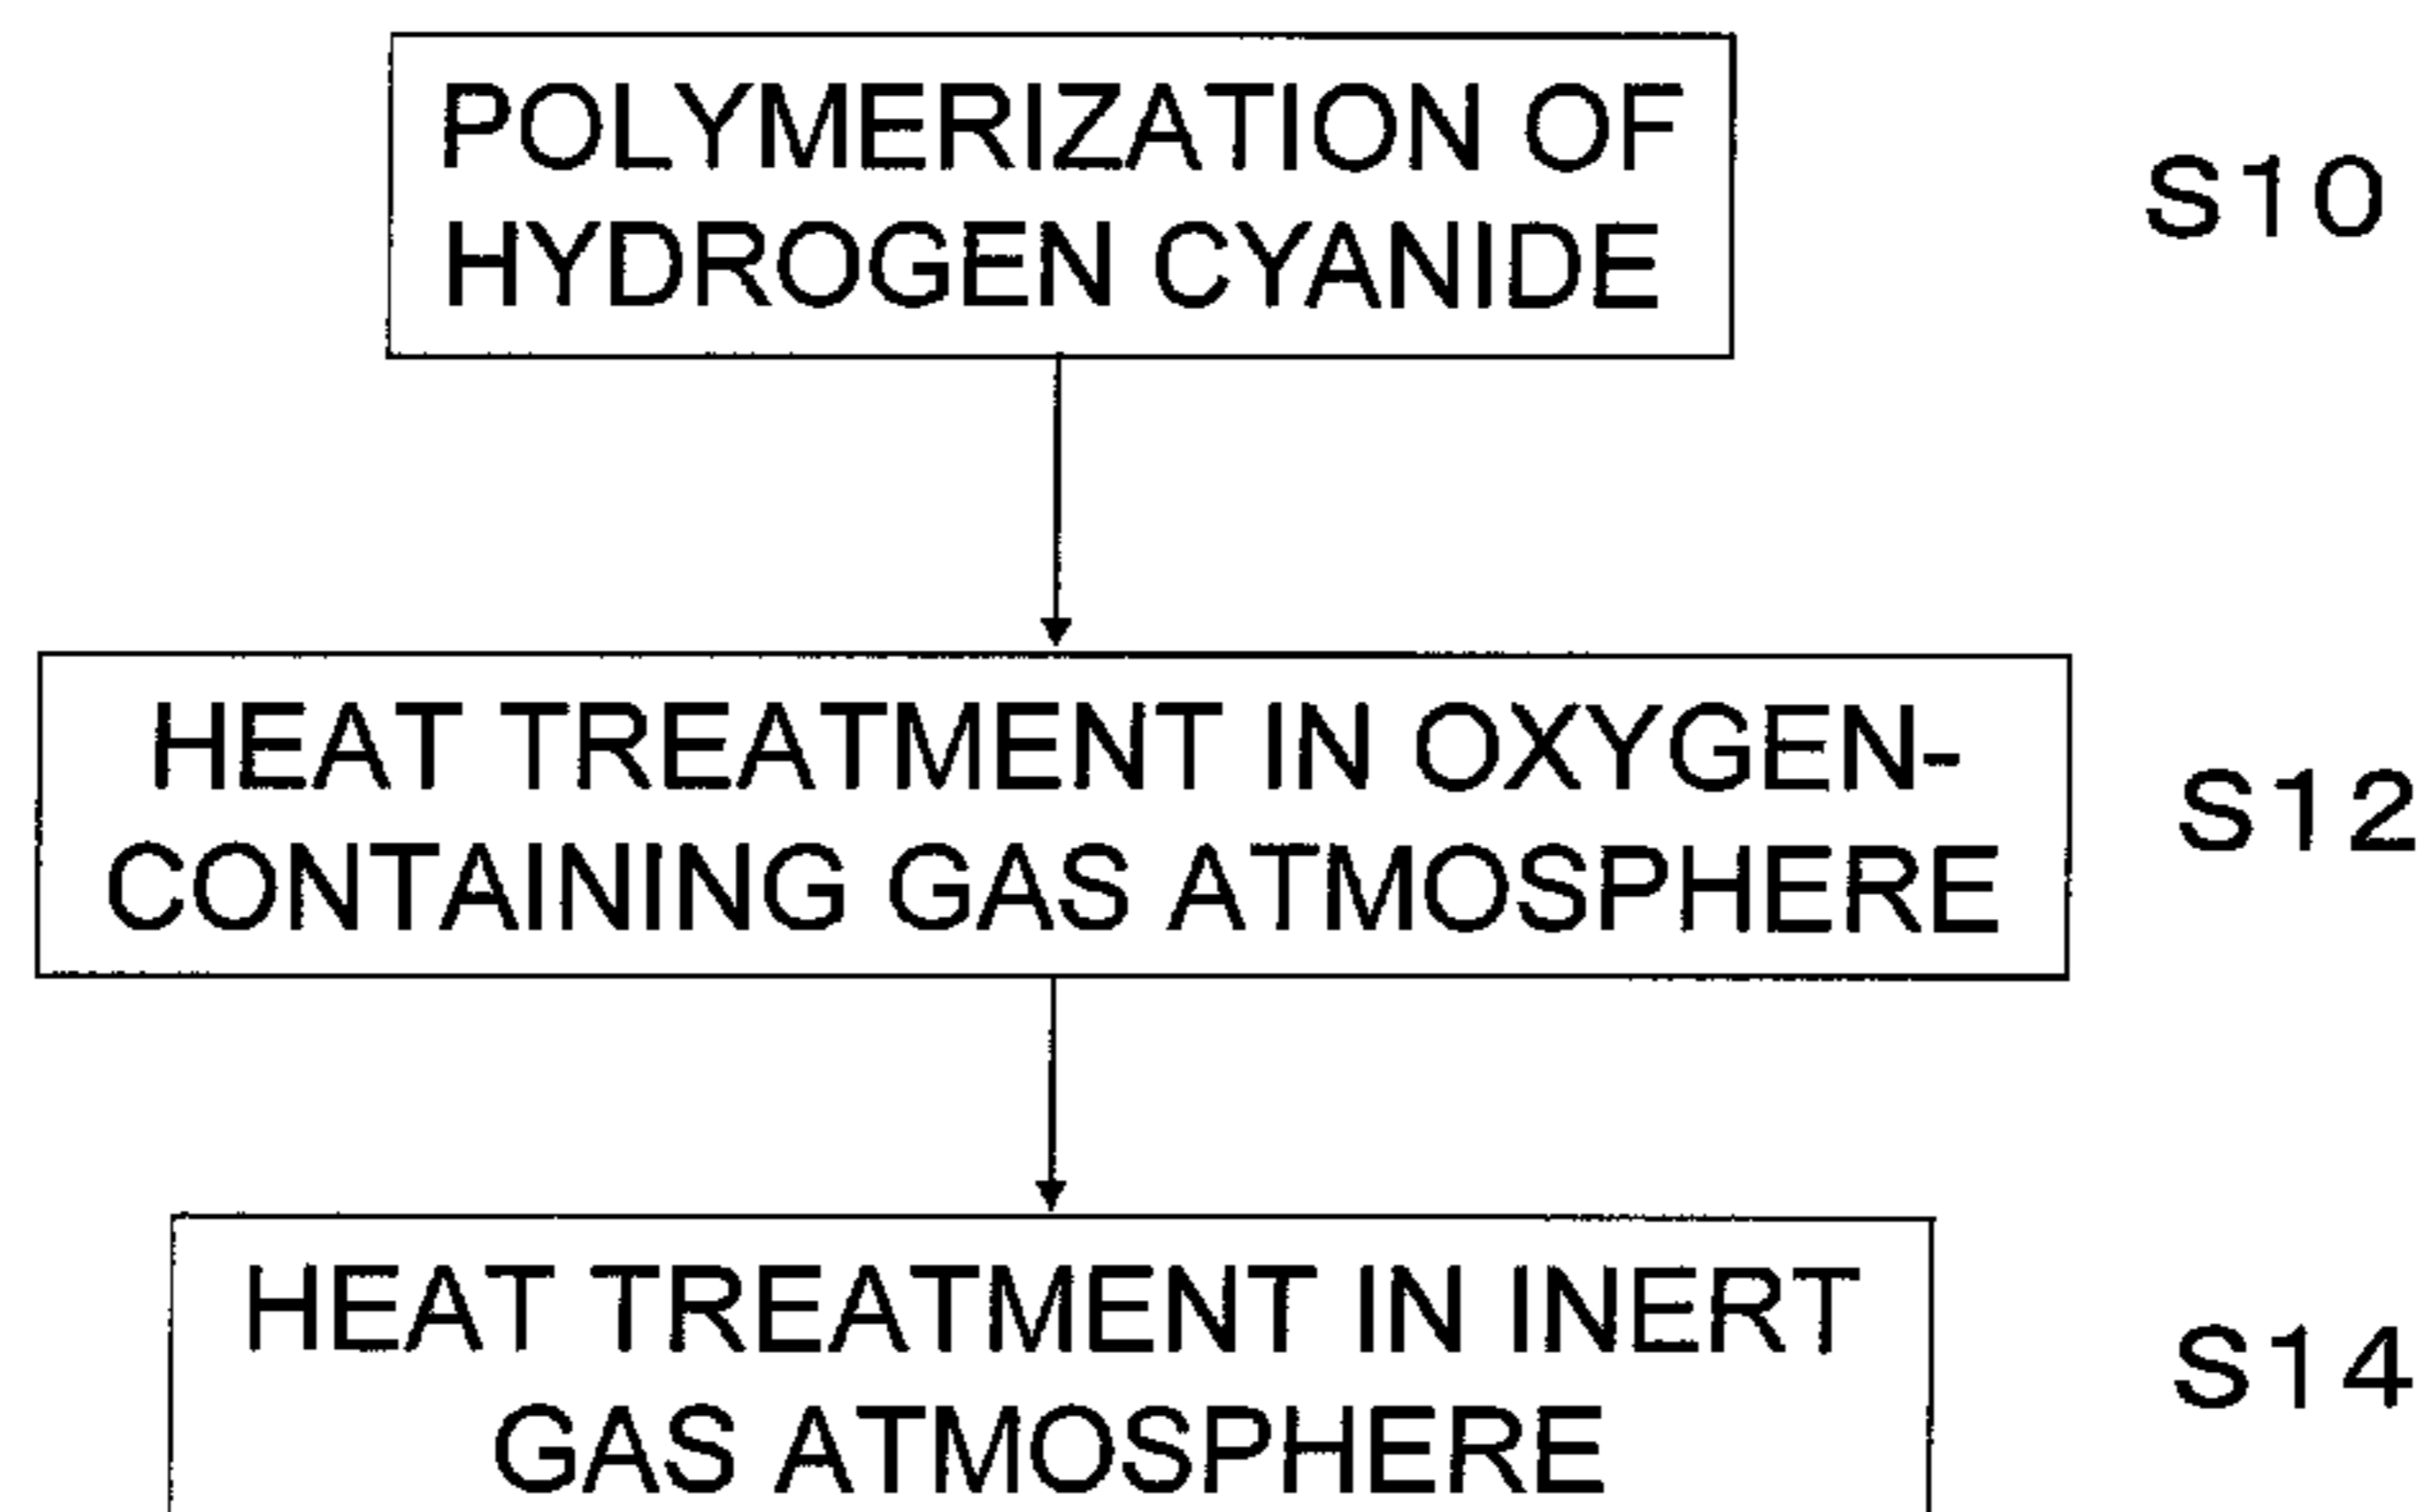 POLYMERIZATION OF
HYDROGEN CYANIDE
S10
HEAT TREATMENT IN OXYGEN-
CONTAINING GAS ATMOSPHERE
S12
HEAT TREATMENT IN INERT
GAS ATMOSPHERE
S14